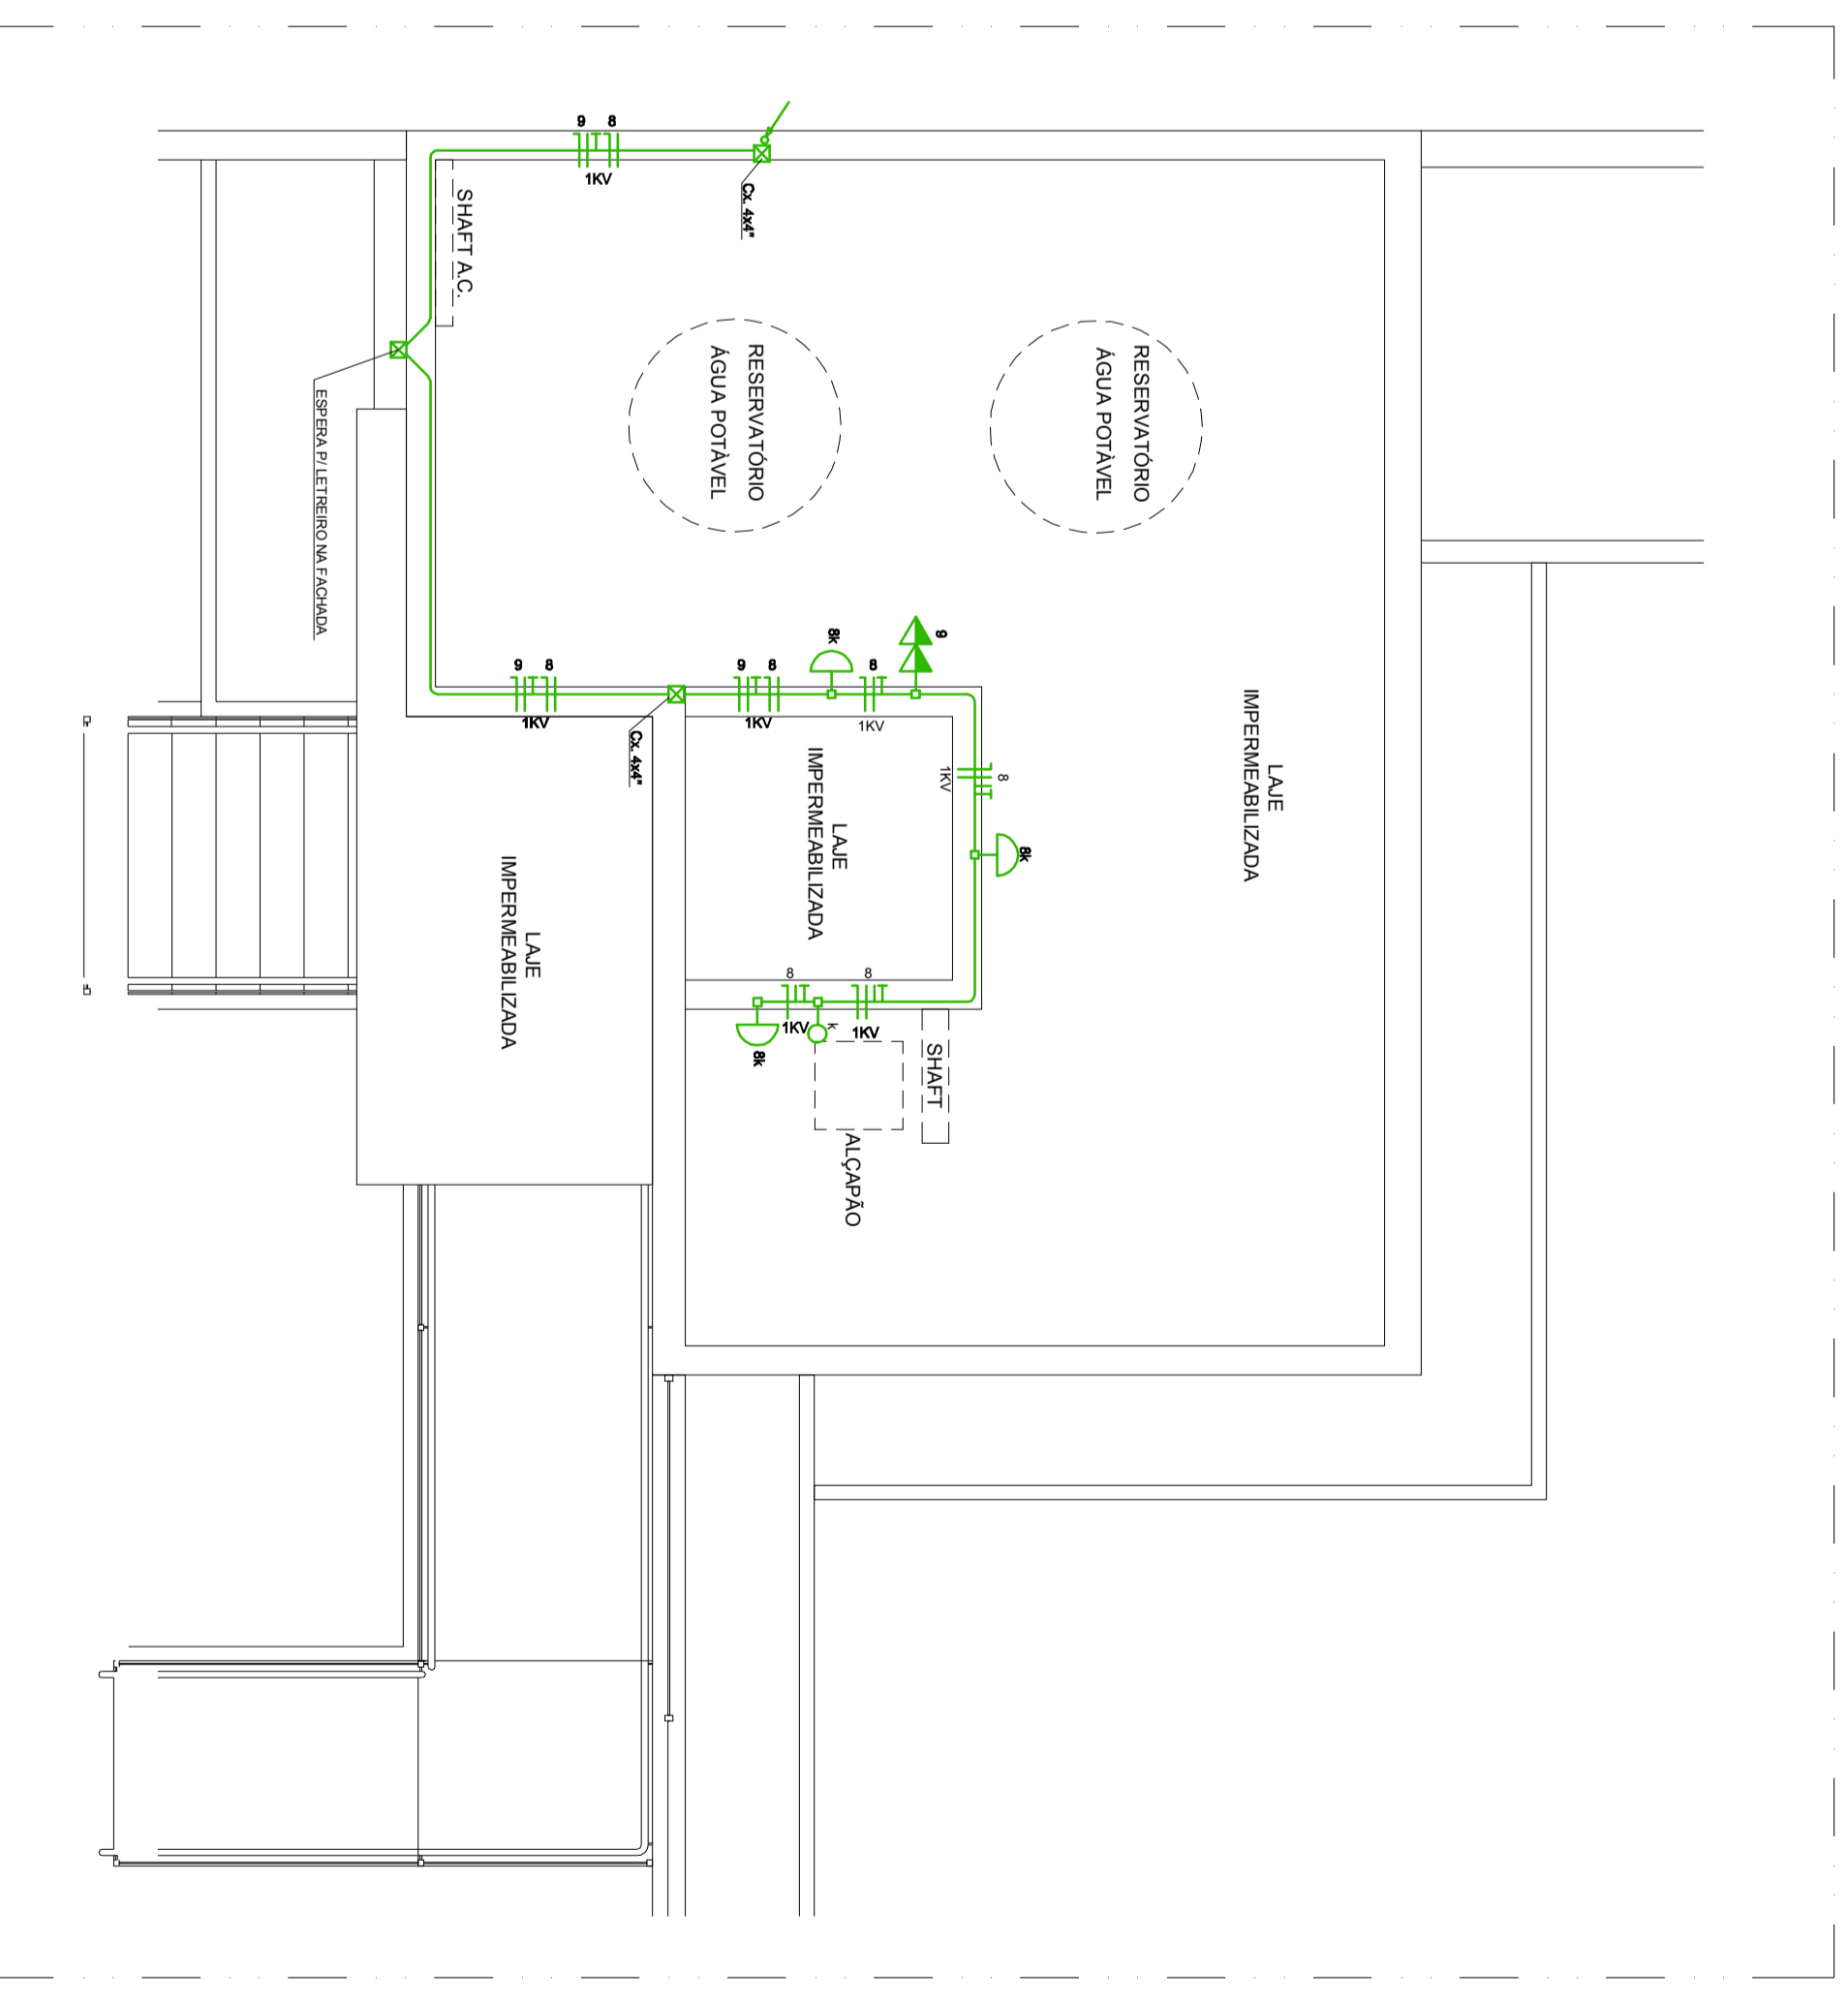 9 8
1KV
Cx. 4x4"
SHAFT A.C.
RESERVATÓRIO
ÁGUA POTÀVEL
RESERVATÓRIO
ÁGUA POTÀVEL
ESPERA P/ LETREIRO NA FACHADA
9 8
1KV
Cx. 4x4"
9 8
1KV
8k
8
1KV
9
8
1KV
8k
LAJE
IMPERMEABILIZADA
LAJE
IMPERMEABILIZADA
LAJE
IMPERMEABILIZADA
8
1KV
8
1KV
k
8k
SHAFT
ALÇAPÃO